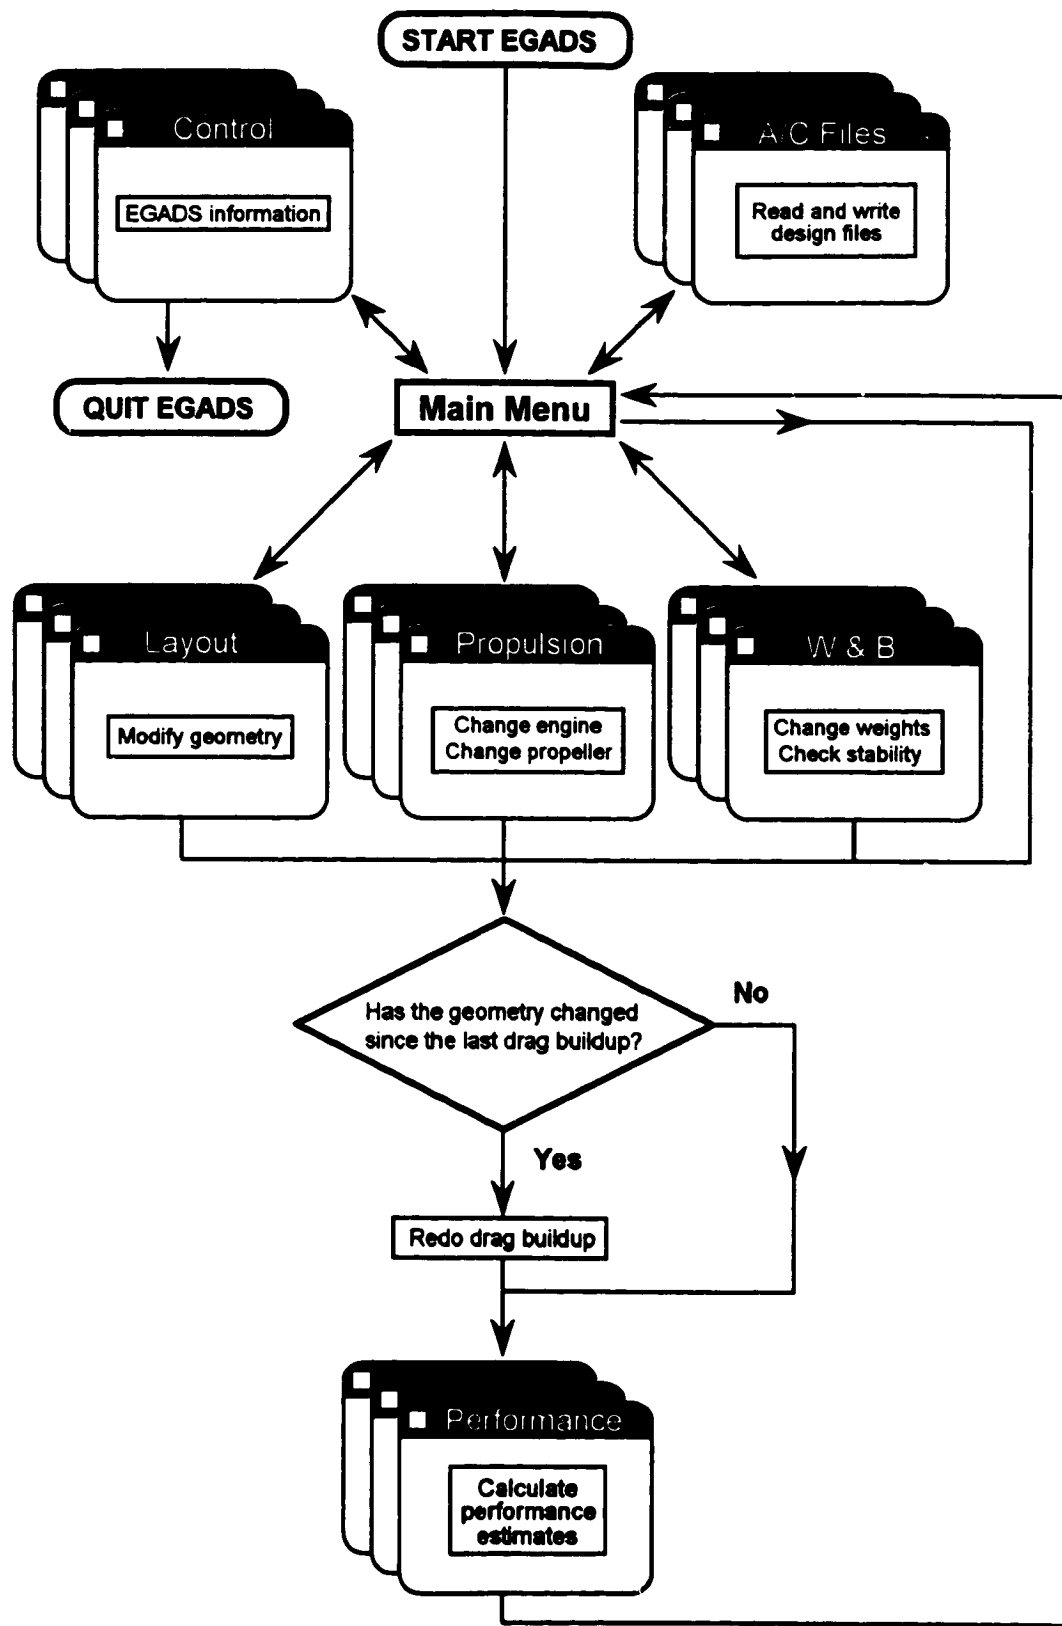 START EGADS
Control
EGADS information
A/C Files
Read and write
design files
QUIT EGADS
Main Menu
Layout
Modify geometry
Propulsion
Change engine
Change propeller
W & B
Change weights
Check stability
Has the geometry changed
since the last drag buildup?
No
Yes
Redo drag buildup
Performance
Calculate
performance
estimates